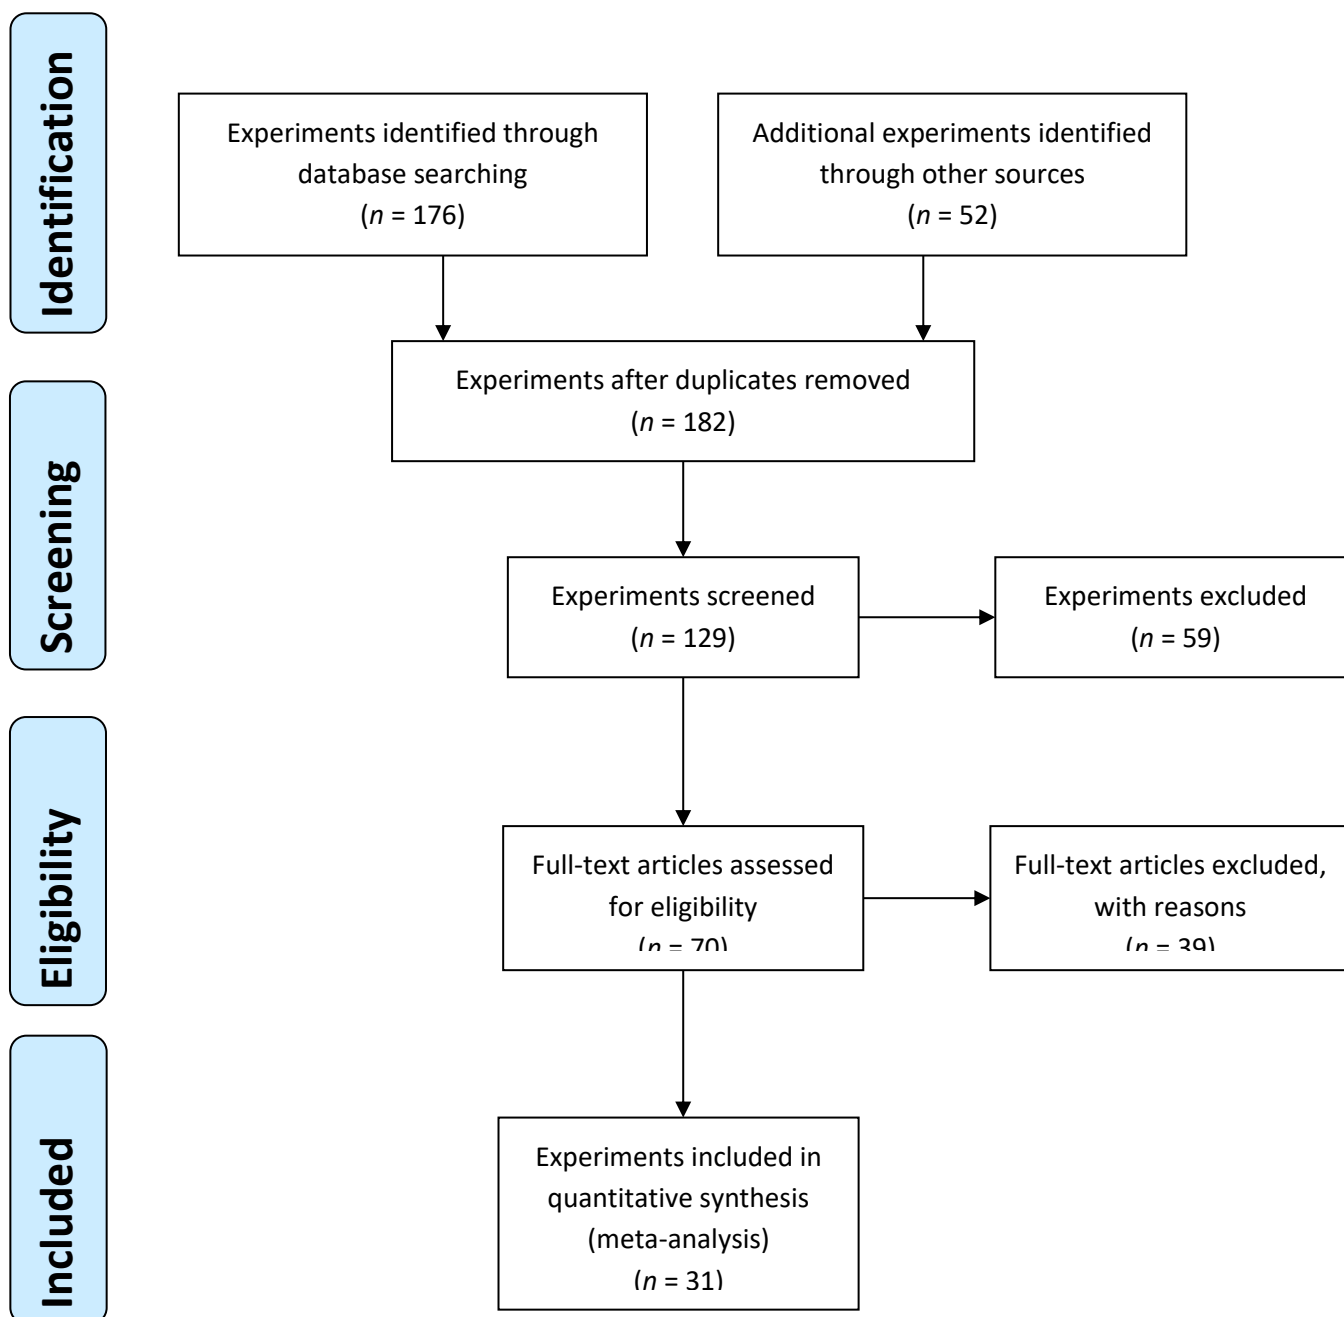 Identification
Experiments identified through
database searching
(n = 176)
Additional experiments identified
through other sources
(n = 52)
Experiments after duplicates removed
(n = 182)
Screening
Experiments screened
(n = 129)
Experiments excluded
(n = 59)
Eligibility
Full-text articles assessed
for eligibility
(n = 70)
Full-text articles excluded,
with reasons
(n = 39)
Included
Experiments included in
quantitative synthesis
(meta-analysis)
(n = 31)